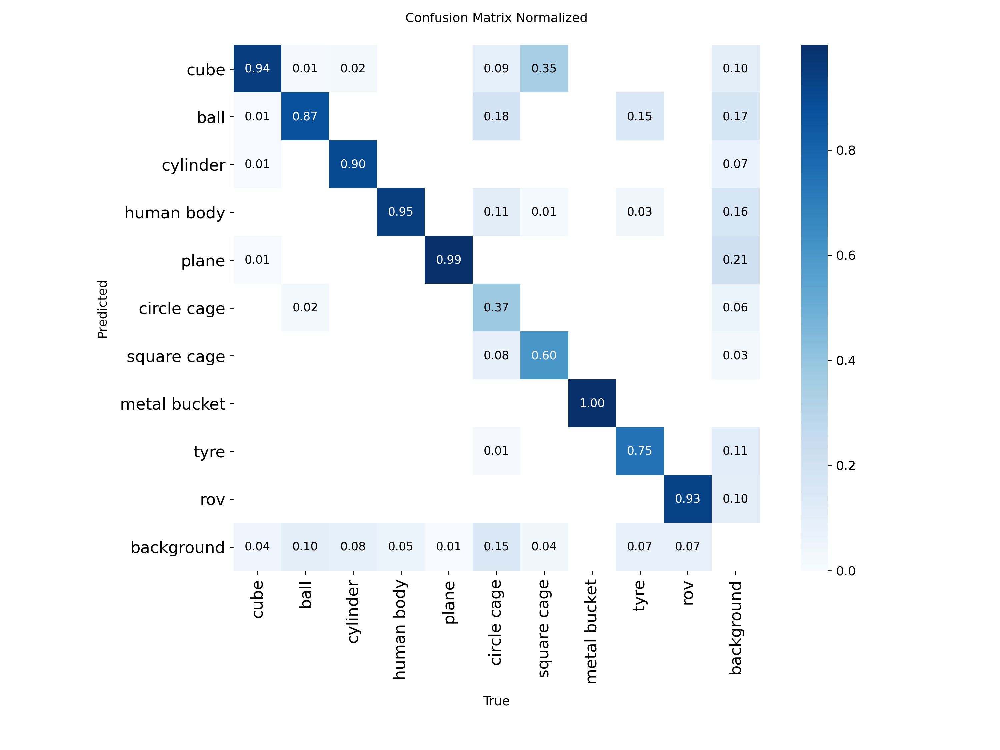 Confusion Matrix Normalized
cube 0.94 0.01 0.02 0.09 0.35 0.10
ball 0.01 0.87 0.18 0.15 0.17
cylinder 0.01 0.90 0.07
human body 0.95 0.11 0.01 0.03 0.16
plane 0.01 0.99 0.21
circle cage 0.02 0.37 0.06
square cage 0.08 0.60 0.03
metal bucket 1.00
tyre 0.01 0.75 0.11
rov 0.93 0.10
background 0.04 0.10 0.08 0.05 0.01 0.15 0.04 0.07 0.07
Predicted
cube
ball
cylinder
human body
plane
circle cage
square cage
metal bucket
tyre
rov
background
True
0.8
0.6
0.4
0.2
0.0